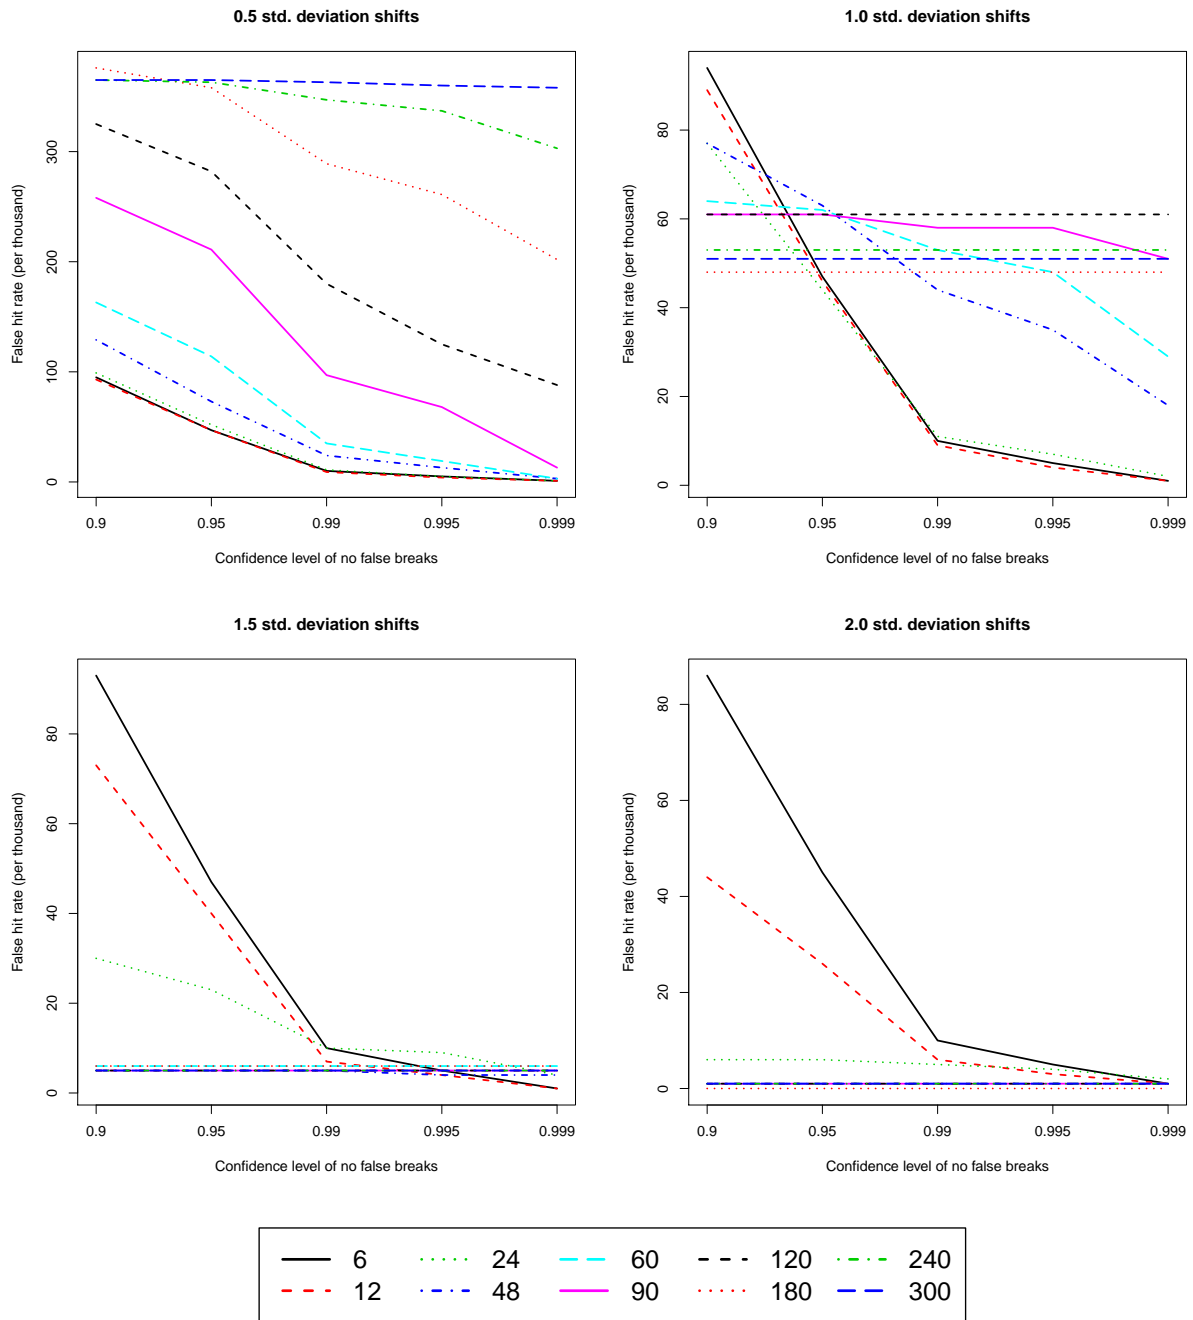 0.5 std. deviation shifts
False hit rate (per thousand)
300
200
100
0
0.9 0.95 0.99 0.995 0.999
Confidence level of no false breaks
1.0 std. deviation shifts
False hit rate (per thousand)
80
60
40
20
0
0.9 0.95 0.99 0.995 0.999
Confidence level of no false breaks
1.5 std. deviation shifts
False hit rate (per thousand)
80
60
40
20
0
0.9 0.95 0.99 0.995 0.999
Confidence level of no false breaks
2.0 std. deviation shifts
False hit rate (per thousand)
80
60
40
20
0
0.9 0.95 0.99 0.995 0.999
Confidence level of no false breaks
6 24 60 120 240
12 48 90 180 300